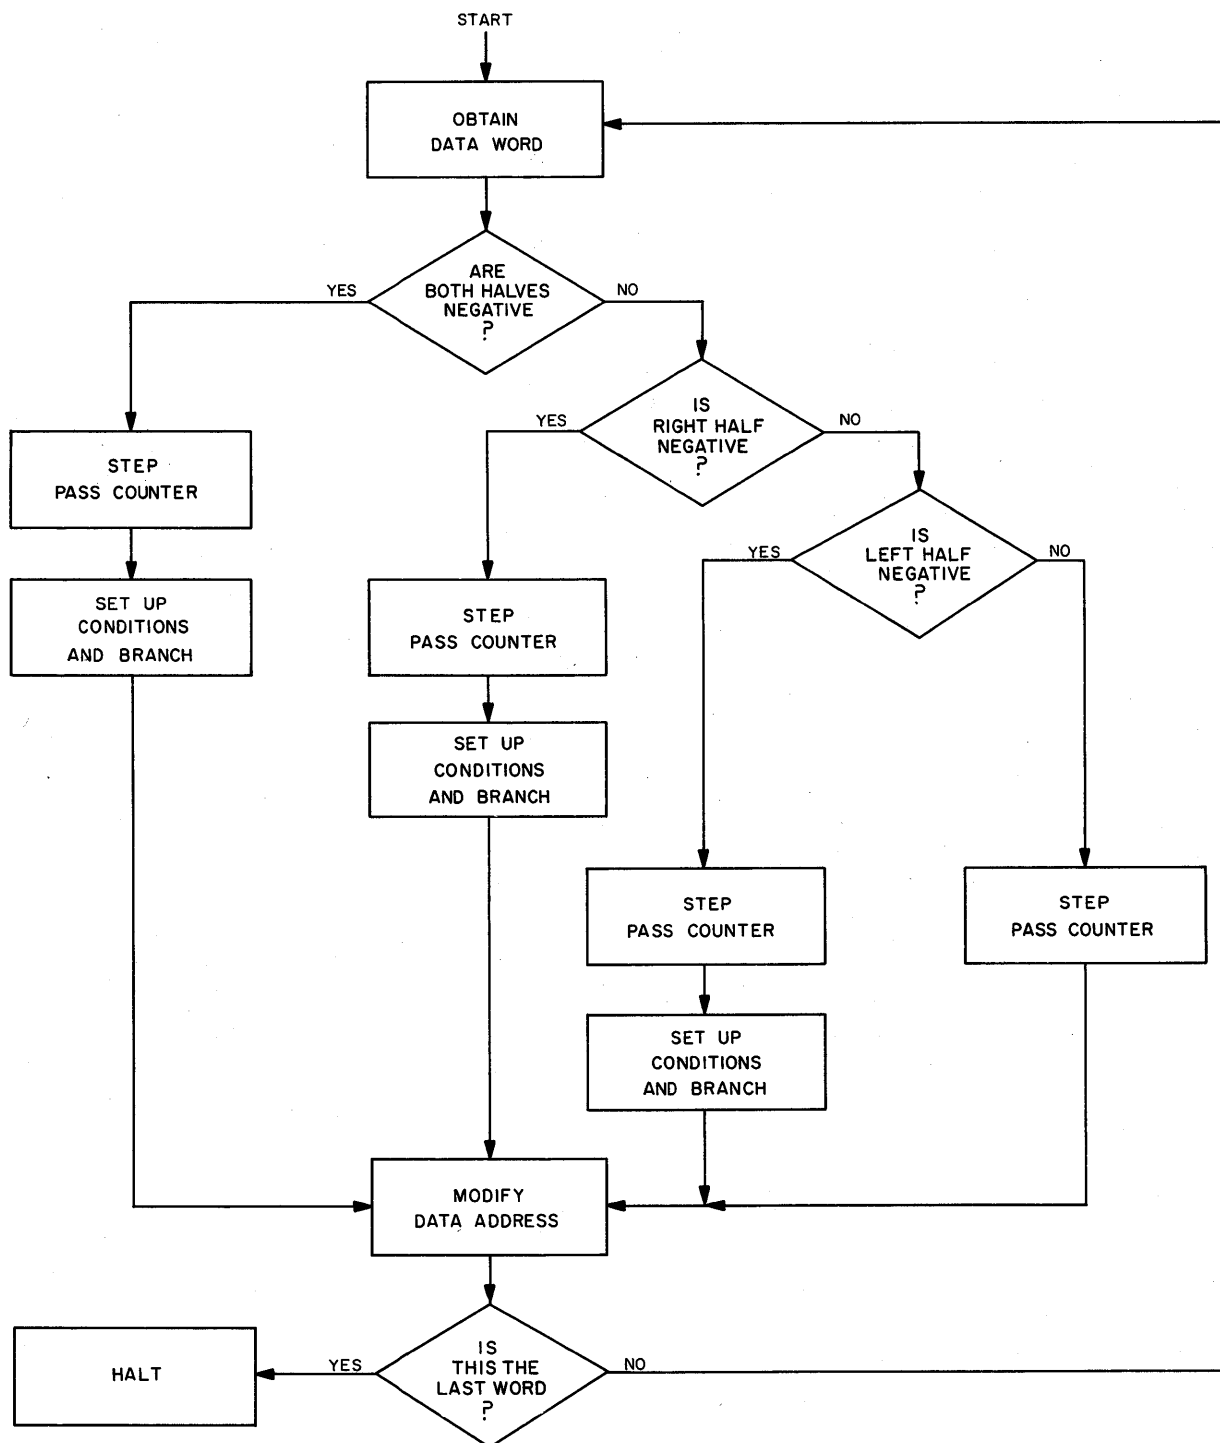 START
OBTAIN
DATA WORD
ARE
BOTH HALVES
NEGATIVE
?
YES
NO
IS
RIGHT HALF
NEGATIVE
?
YES
NO
STEP
PASS COUNTER
IS
LEFT HALF
NEGATIVE
?
YES
NO
SET UP
CONDITIONS
AND BRANCH
STEP
PASS COUNTER
SET UP
CONDITIONS
AND BRANCH
STEP
PASS COUNTER
STEP
PASS COUNTER
SET UP
CONDITIONS
AND BRANCH
MODIFY
DATA ADDRESS
IS
THIS THE
LAST WORD
?
YES
NO
HALT